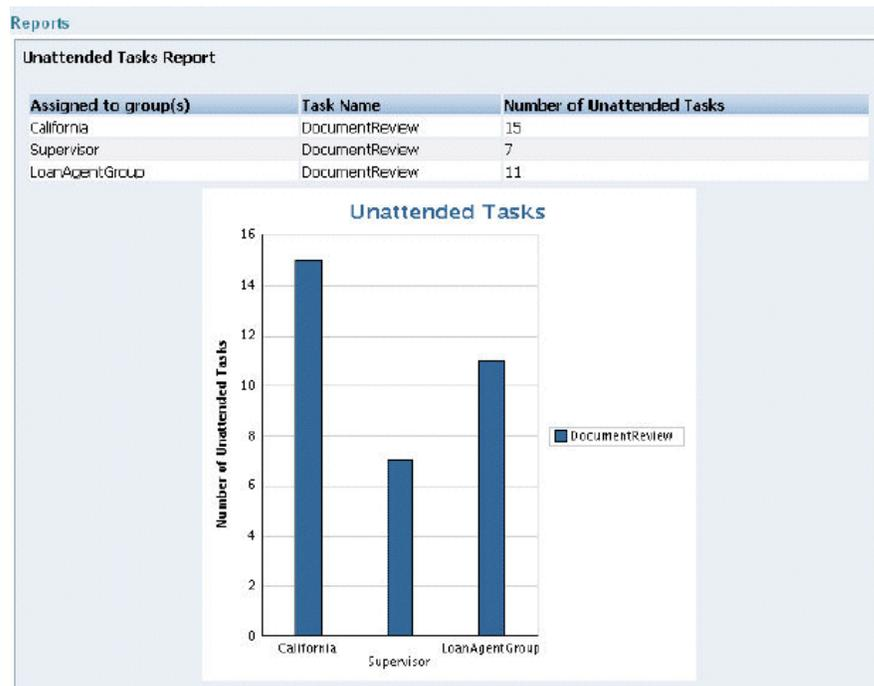 Reports
Unattended Tasks Report
Assigned to group(s) Task Name Number of Unattended Tasks
California DocumentReview 15
Supervisor DocumentReview 7
LoanAgentGroup DocumentReview 11
Unattended Tasks
16
14
12
10
8
6
4
2
0
Number of Unattended Tasks
California
Supervisor
LoanAgentGroup
DocumentReview